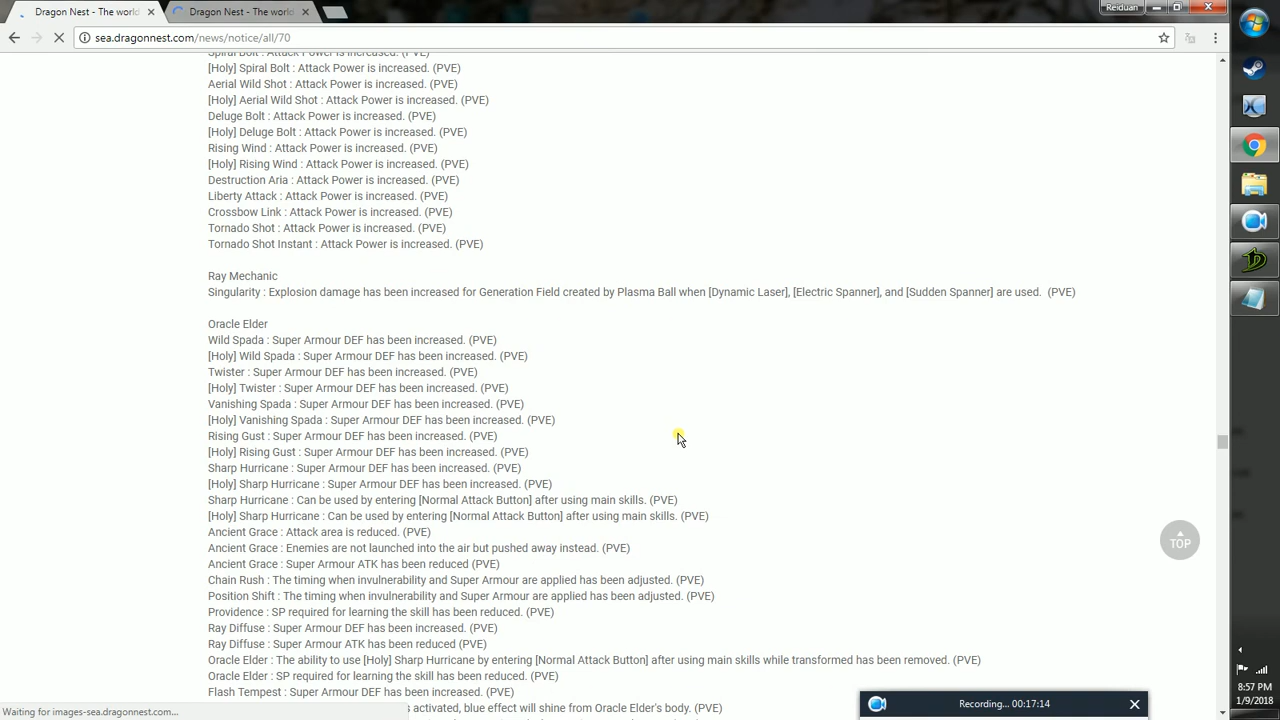 Dragon Nest - The world
Dragon Nest - The world
Reiduan
sea.dragonnest.com/news/notice/all/70
Spiral Bolt : Attack Power is increased. (PVE)
[Holy] Spiral Bolt : Attack Power is increased. (PVE)
Aerial Wild Shot : Attack Power is increased. (PVE)
[Holy] Aerial Wild Shot : Attack Power is increased. (PVE)
Deluge Bolt : Attack Power is increased. (PVE)
[Holy] Deluge Bolt : Attack Power is increased. (PVE)
Rising Wind : Attack Power is increased. (PVE)
[Holy] Rising Wind : Attack Power is increased. (PVE)
Destruction Aria : Attack Power is increased. (PVE)
Liberty Attack : Attack Power is increased. (PVE)
Crossbow Link : Attack Power is increased. (PVE)
Tornado Shot : Attack Power is increased. (PVE)
Tornado Shot Instant : Attack Power is increased. (PVE)
Ray Mechanic
Singularity : Explosion damage has been increased for Generation Field created by Plasma Ball when [Dynamic Laser], [Electric Spanner], and [Sudden Spanner] are used.  (PVE)
Oracle Elder
Wild Spada : Super Armour DEF has been increased. (PVE)
[Holy] Wild Spada : Super Armour DEF has been increased. (PVE)
Twister : Super Armour DEF has been increased. (PVE)
[Holy] Twister : Super Armour DEF has been increased. (PVE)
Vanishing Spada : Super Armour DEF has been increased. (PVE)
[Holy] Vanishing Spada : Super Armour DEF has been increased. (PVE)
Rising Gust : Super Armour DEF has been increased. (PVE)
[Holy] Rising Gust : Super Armour DEF has been increased. (PVE)
Sharp Hurricane : Super Armour DEF has been increased. (PVE)
[Holy] Sharp Hurricane : Super Armour DEF has been increased. (PVE)
Sharp Hurricane : Can be used by entering [Normal Attack Button] after using main skills. (PVE)
[Holy] Sharp Hurricane : Can be used by entering [Normal Attack Button] after using main skills. (PVE)
Ancient Grace : Attack area is reduced. (PVE)
Ancient Grace : Enemies are not launched into the air but pushed away instead. (PVE)
Ancient Grace : Super Armour ATK has been reduced (PVE)
Chain Rush : The timing when invulnerability and Super Armour are applied has been adjusted. (PVE)
Position Shift : The timing when invulnerability and Super Armour are applied has been adjusted. (PVE)
Providence : SP required for learning the skill has been reduced. (PVE)
Ray Diffuse : Super Armour DEF has been increased. (PVE)
Ray Diffuse : Super Armour ATK has been reduced (PVE)
Oracle Elder : The ability to use [Holy] Sharp Hurricane by entering [Normal Attack Button] after using main skills while transformed has been removed. (PVE)
Oracle Elder : SP required for learning the skill has been reduced. (PVE)
Flash Tempest : Super Armour DEF has been increased. (PVE)
s activated, blue effect will shine from Oracle Elder's body. (PVE)
TOP
Waiting for images-sea.dragonnest.com...
Recording... 00:17:14
8:57 PM
1/9/2018